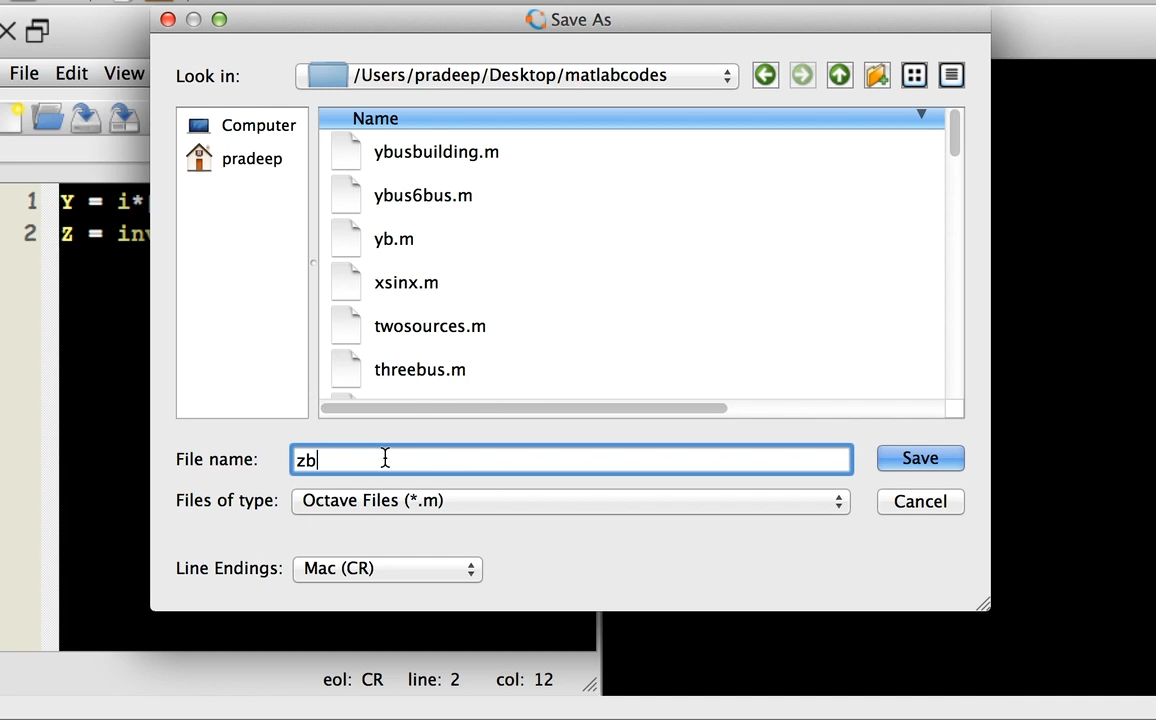 Save As
File Edit View
Look in: /Users/pradeep/Desktop/matlabcodes
Computer
pradeep
Name
ybusbuilding.m
ybus6bus.m
yb.m
xsinx.m
twosources.m
threebus.m
1 Y = i*
2 Z = inv
File name: zb Save
Files of type: Octave Files (*.m) Cancel
Line Endings: Mac (CR)
eol: CR line: 2 col: 12